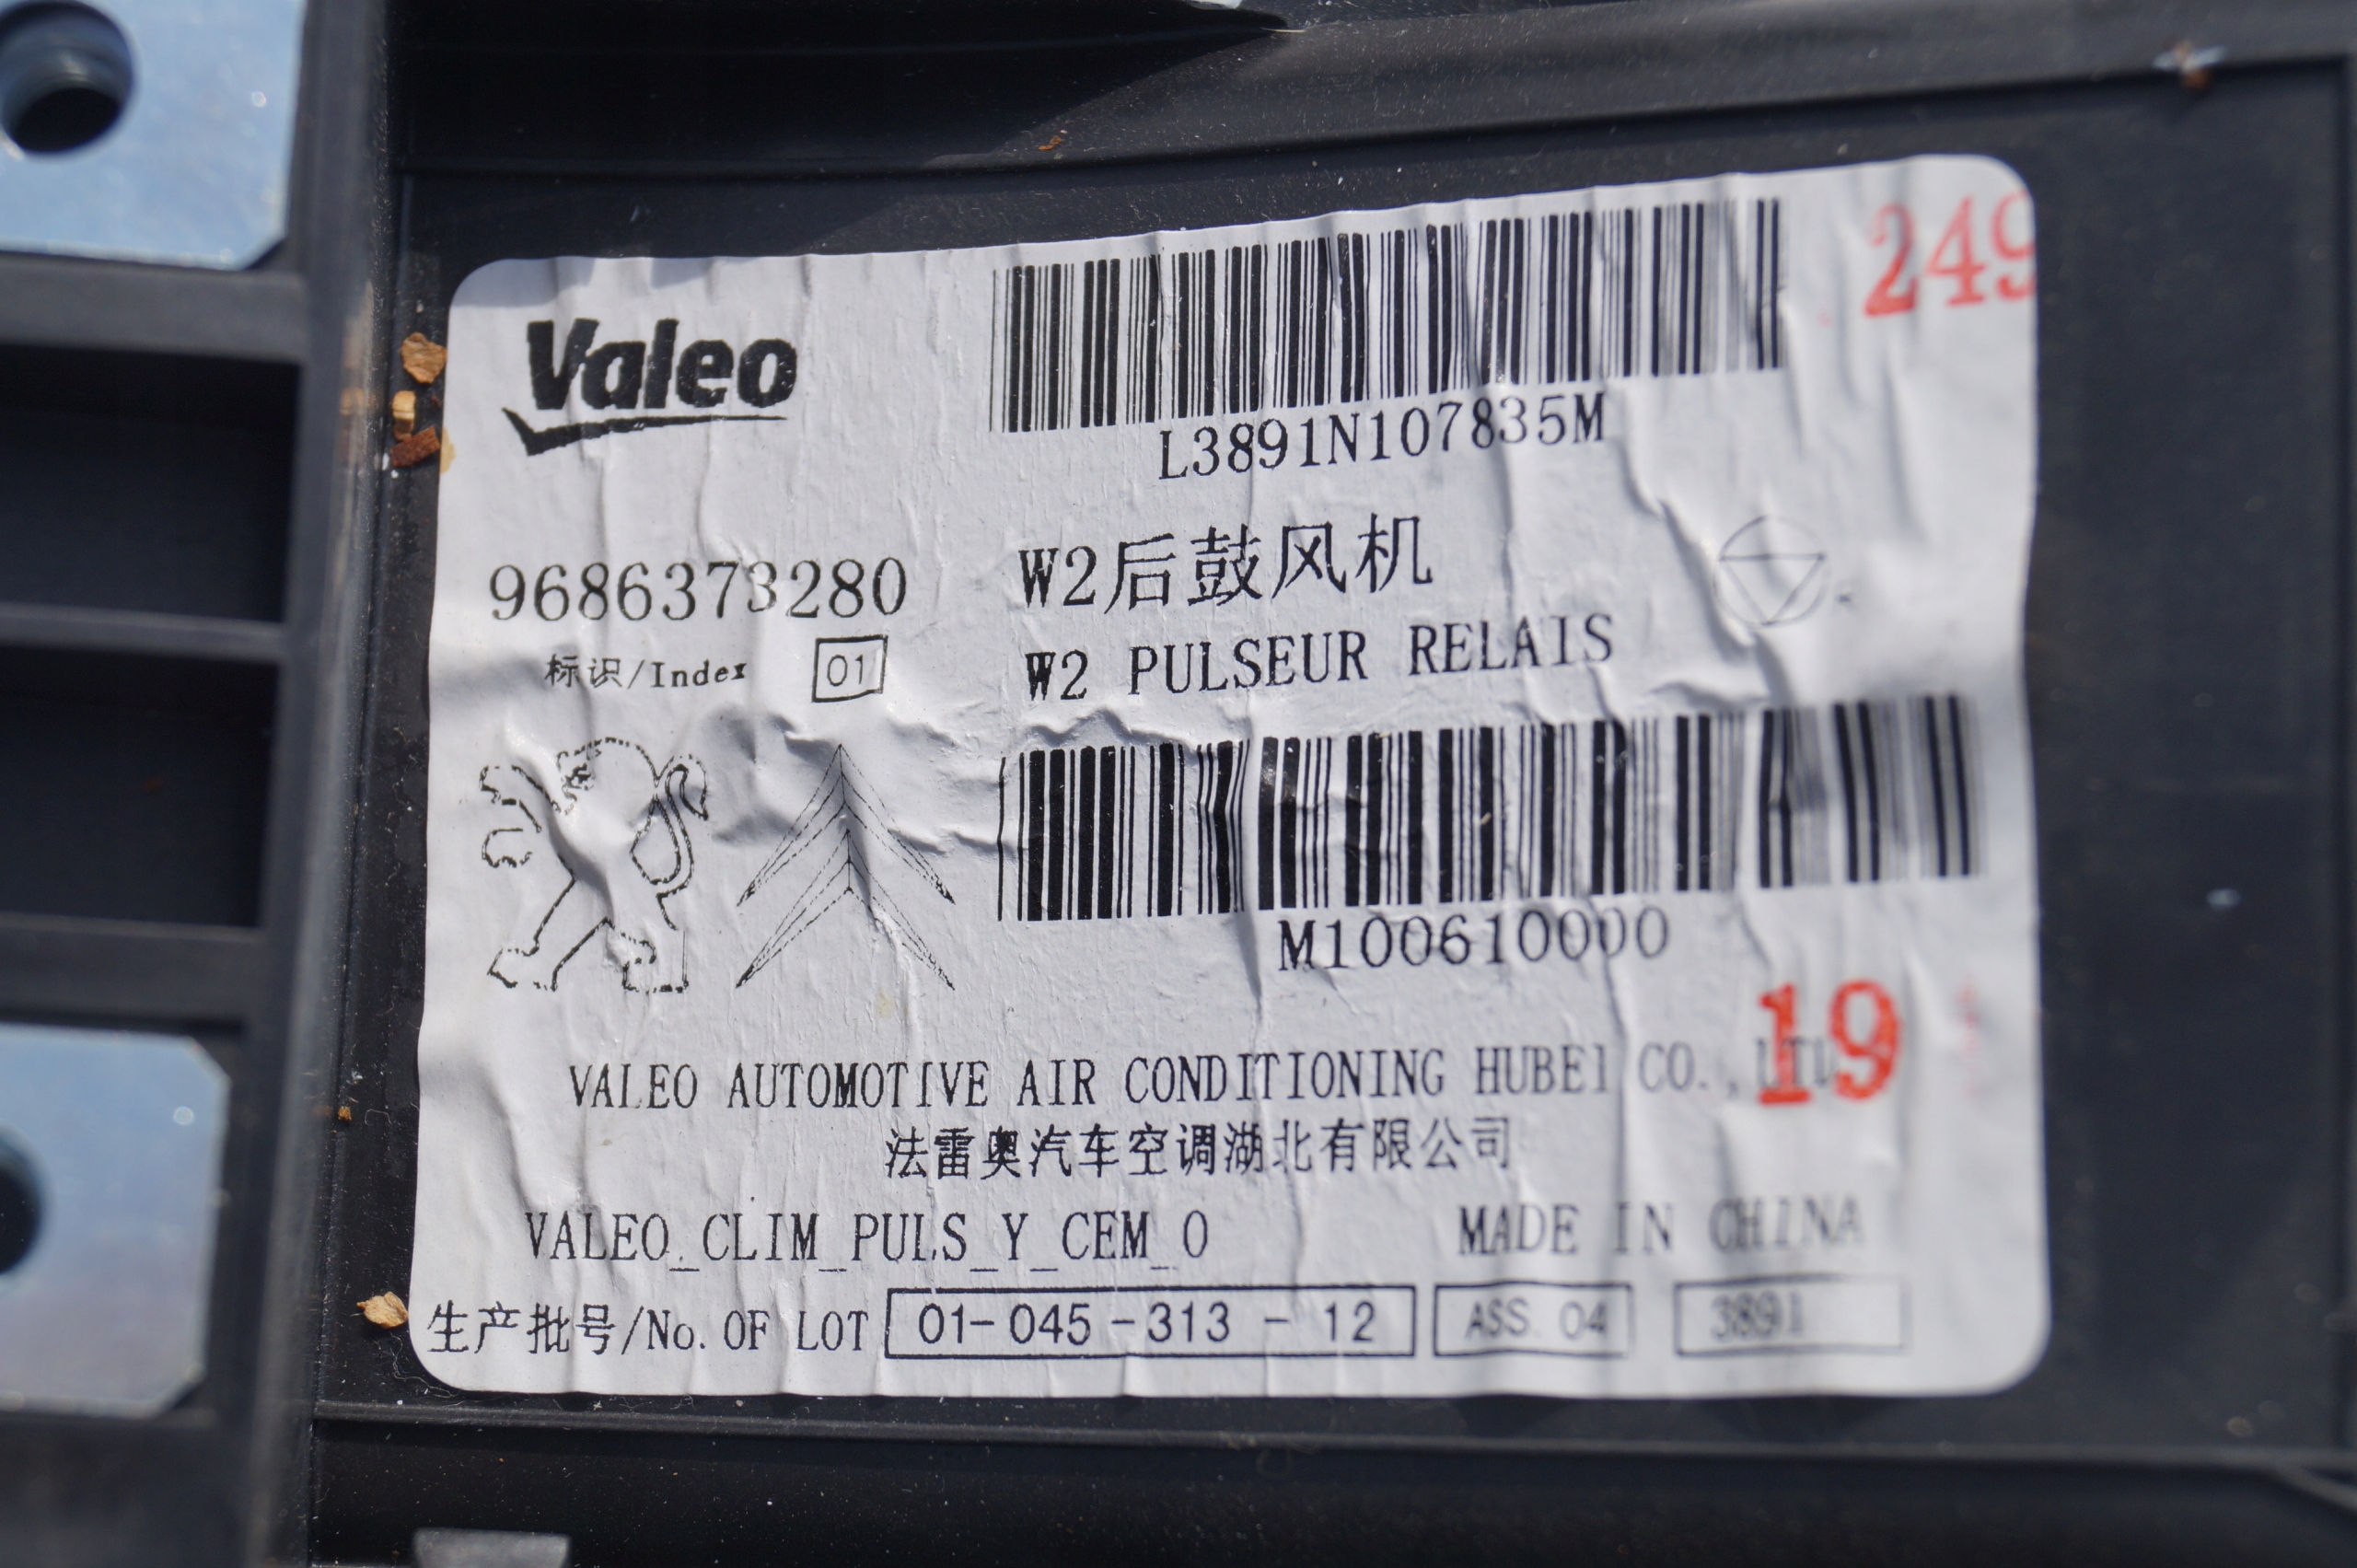 Valeo
249
L3891N107835M
9686373280
W2后鼓风机
标识/Index 01
W2 PULSEUR RELAIS
M100610000
19
VALEO AUTOMOTIVE AIR CONDITIONING HUBEI CO.,
法雷奥汽车空调湖北有限公司
VALEO_CLIM_PULS_Y_CEM_0
MADE IN CHINA
生产批号/No. OF LOT 01-045-313-12 ASS. 04 3891